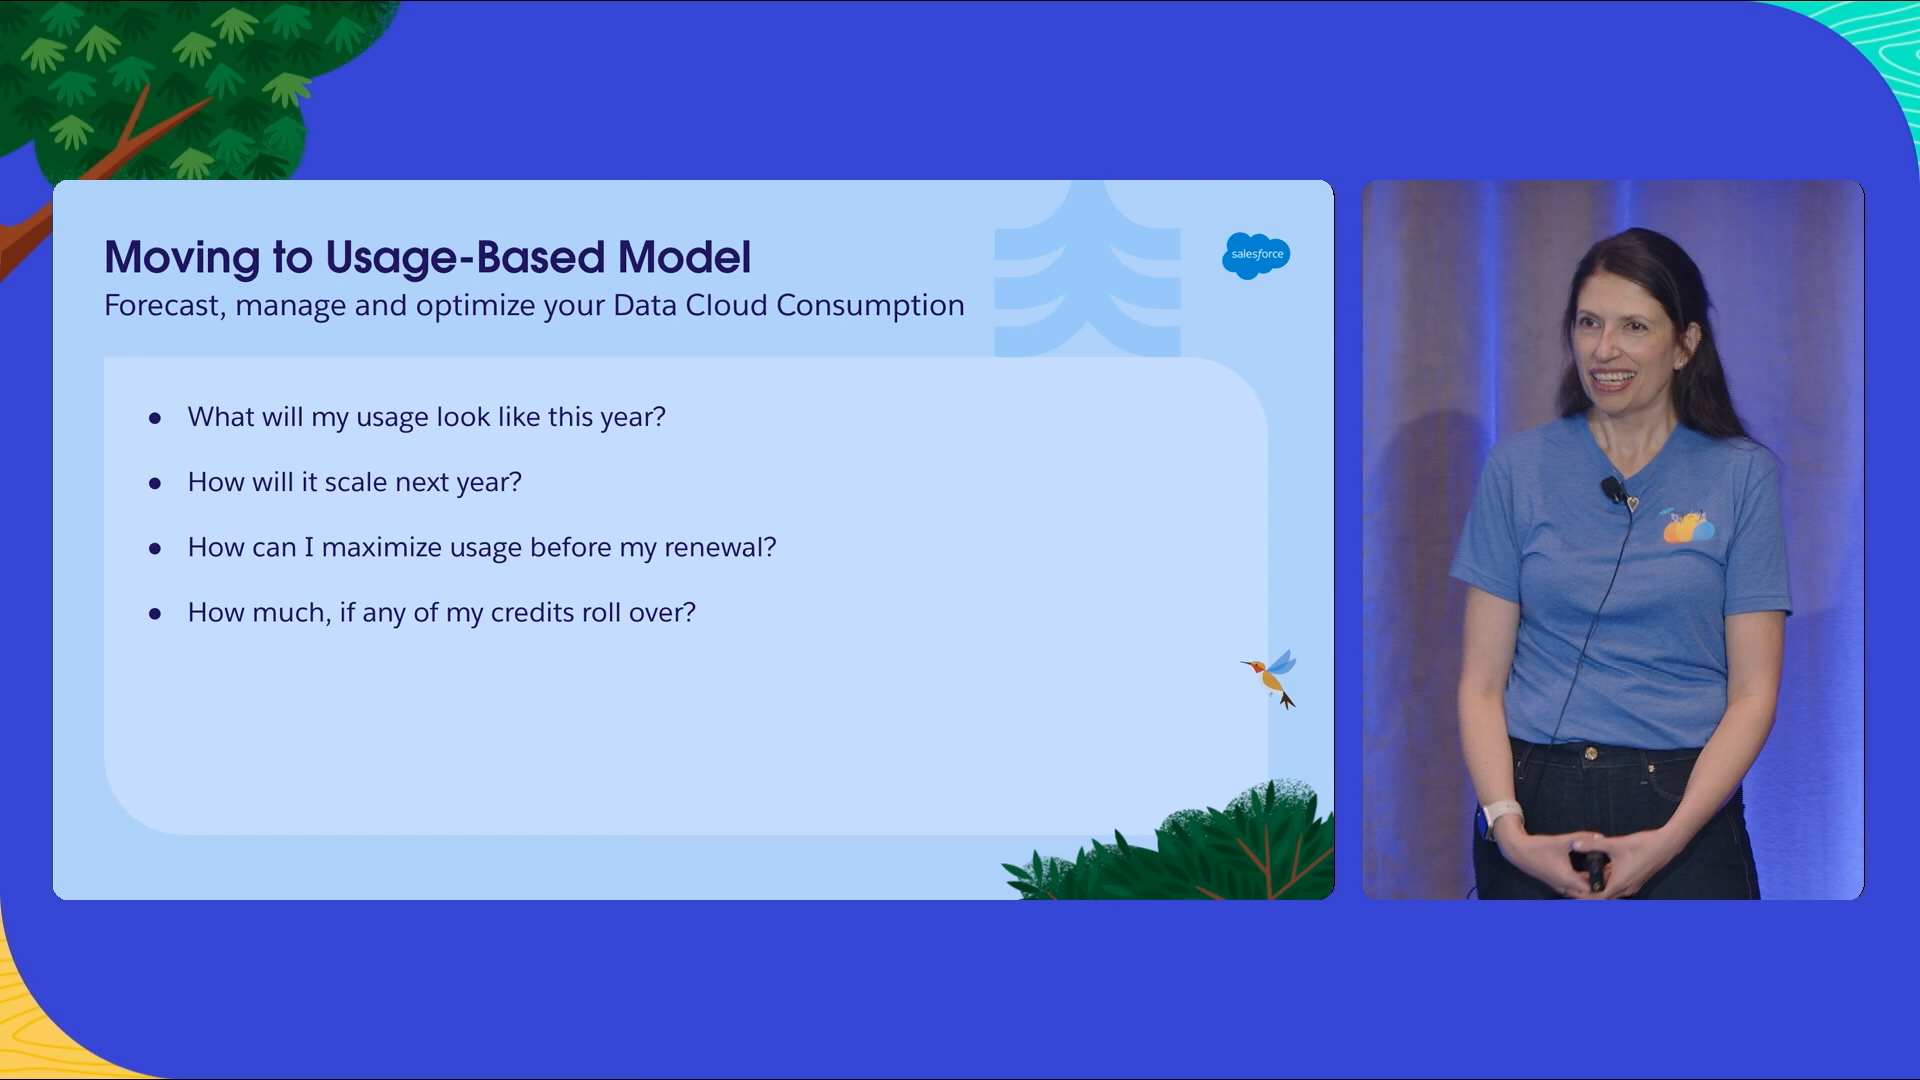 Moving to Usage-Based Model
salesforce
Forecast, manage and optimize your Data Cloud Consumption
● What will my usage look like this year?
● How will it scale next year?
● How can I maximize usage before my renewal?
● How much, if any of my credits roll over?